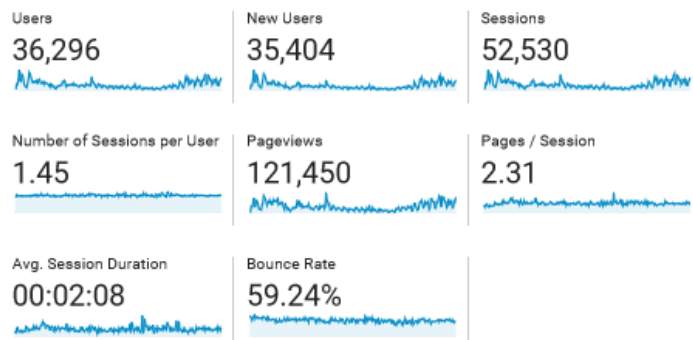 Users
36,296
New Users
35,404
Sessions
52,530
Number of Sessions per User
1.45
Pageviews
121,450
Pages / Session
2.31
Avg. Session Duration
00:02:08
Bounce Rate
59.24%